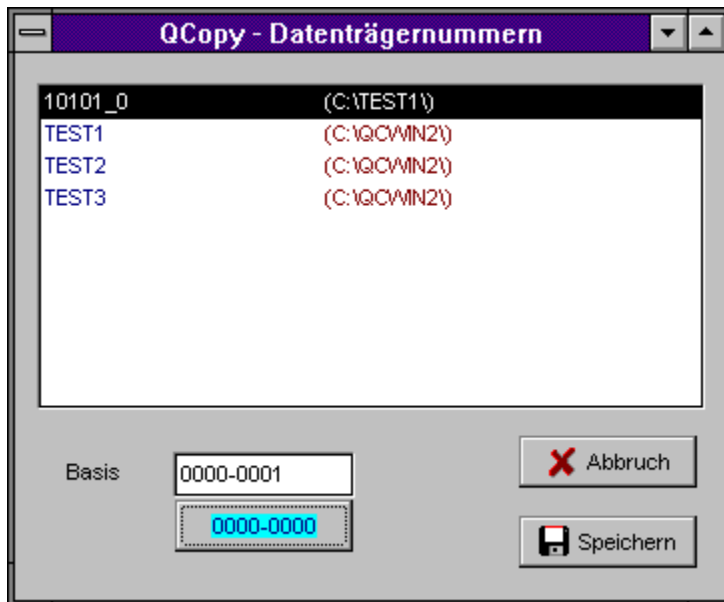 QCopy - Datenträgernummern
10101_0 (C:\TEST1\)
TEST1 (C:\QCWIN2\)
TEST2 (C:\QCWIN2\)
TEST3 (C:\QCWIN2\)
Basis 0000-0001 Abbruch
0000-0000 Speichern